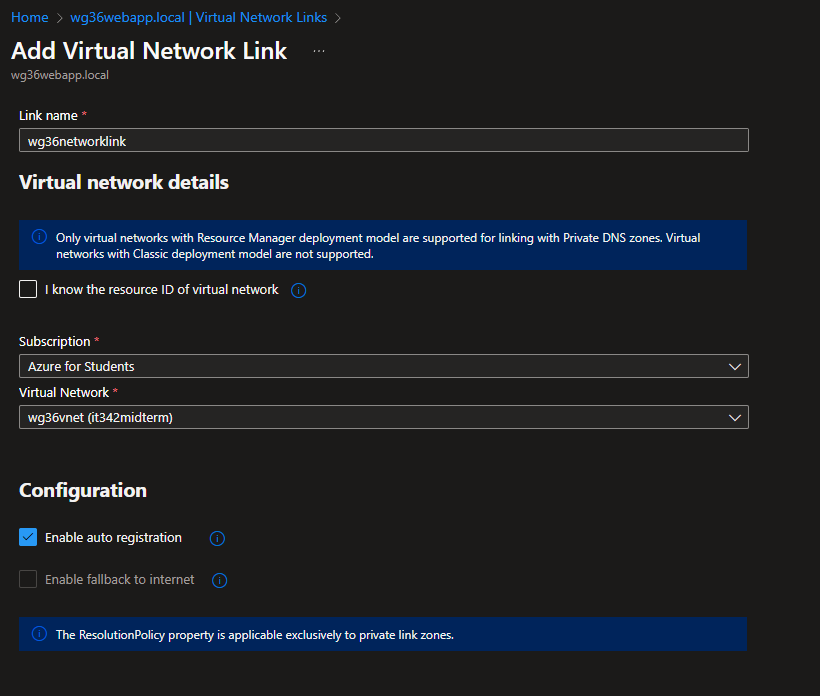 Home > wg36webapp.local | Virtual Network Links >
Add Virtual Network Link ...
wg36webapp.local
Link name *
wg36networklink
Virtual network details
Only virtual networks with Resource Manager deployment model are supported for linking with Private DNS zones. Virtual
networks with Classic deployment model are not supported.
I know the resource ID of virtual network
Subscription *
Azure for Students
Virtual Network *
wg36vnet (it342midterm)
Configuration
Enable auto registration
Enable fallback to internet
The ResolutionPolicy property is applicable exclusively to private link zones.